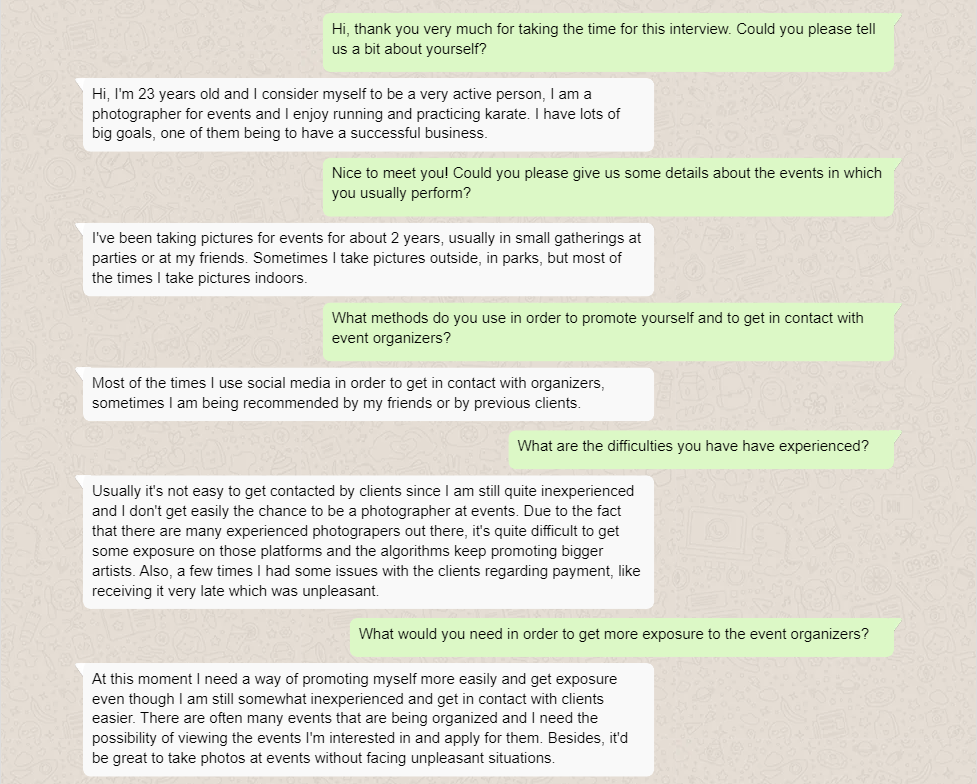 Hi, thank you very much for taking the time for this interview. Could you please tell
us a bit about yourself?
Hi, I'm 23 years old and I consider myself to be a very active person, I am a
photographer for events and I enjoy running and practicing karate. I have lots of
big goals, one of them being to have a successful business.
Nice to meet you! Could you please give us some details about the events in which
you usually perform?
I've been taking pictures for events for about 2 years, usually in small gatherings at
parties or at my friends. Sometimes I take pictures outside, in parks, but most of
the times I take pictures indoors.
What methods do you use in order to promote yourself and to get in contact with
event organizers?
Most of the times I use social media in order to get in contact with organizers,
sometimes I am being recommended by my friends or by previous clients.
What are the difficulties you have have experienced?
Usually it's not easy to get contacted by clients since I am still quite inexperienced
and I don't get easily the chance to be a photographer at events. Due to the fact
that there are many experienced photograpers out there, it's quite difficult to get
some exposure on those platforms and the algorithms keep promoting bigger
artists. Also, a few times I had some issues with the clients regarding payment, like
receiving it very late which was unpleasant.
What would you need in order to get more exposure to the event organizers?
At this moment I need a way of promoting myself more easily and get exposure
even though I am still somewhat inexperienced and get in contact with clients
easier. There are often many events that are being organized and I need the
possibility of viewing the events I'm interested in and apply for them. Besides, it'd
be great to take photos at events without facing unpleasant situations.